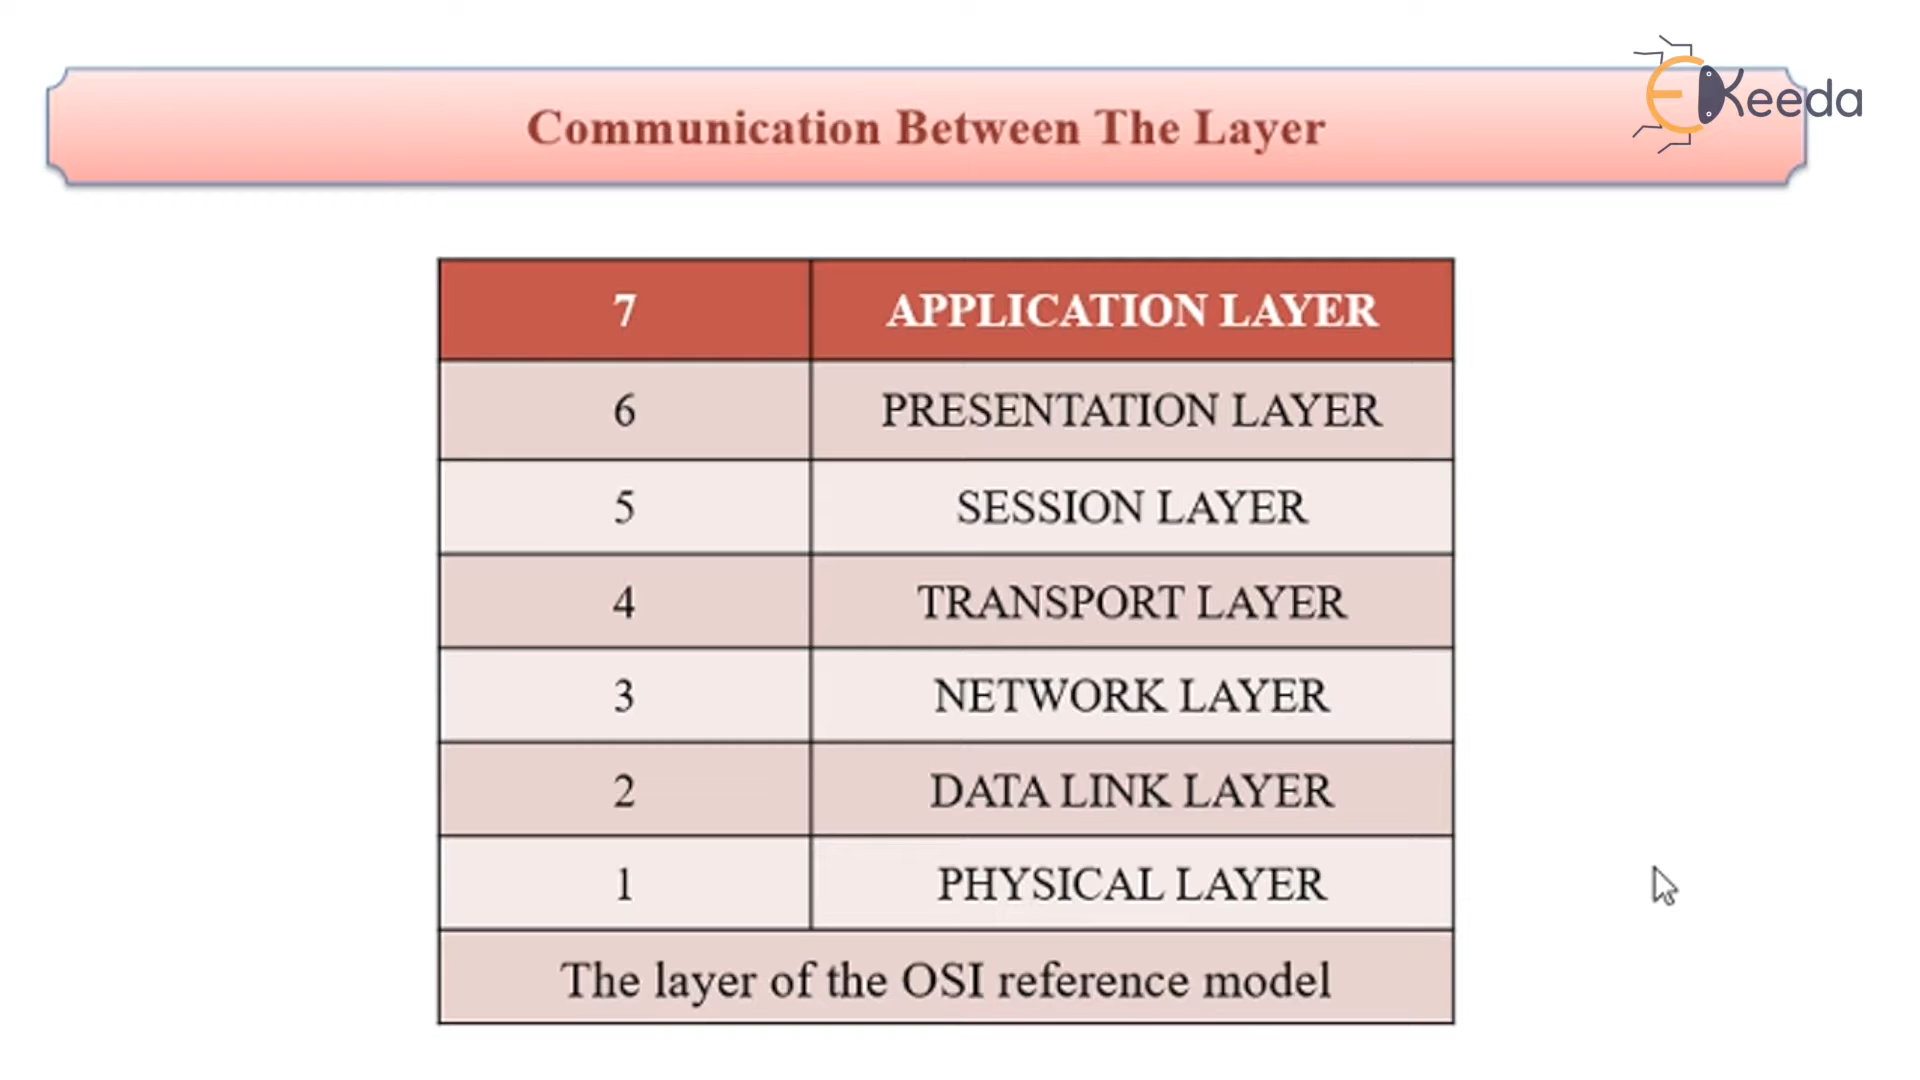 Communication Between The Layer
EKeeda
7 APPLICATION LAYER
6 PRESENTATION LAYER
5 SESSION LAYER
4 TRANSPORT LAYER
3 NETWORK LAYER
2 DATA LINK LAYER
1 PHYSICAL LAYER
The layer of the OSI reference model